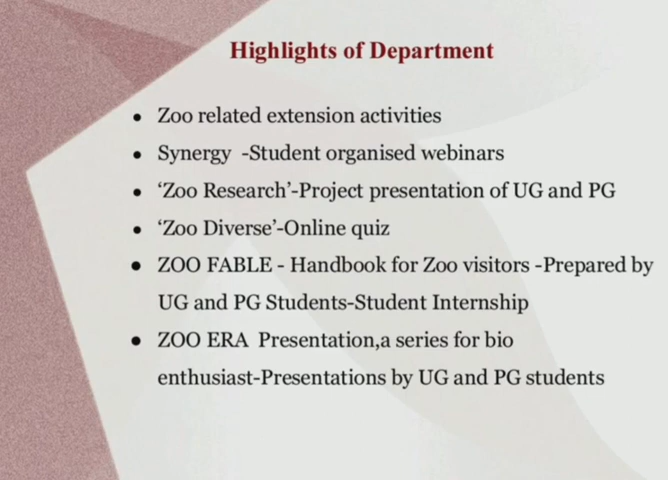 Highlights of Department
• Zoo related extension activities
• Synergy -Student organised webinars
• ‘Zoo Research’-Project presentation of UG and PG
• ‘Zoo Diverse’-Online quiz
• ZOO FABLE - Handbook for Zoo visitors -Prepared by
UG and PG Students-Student Internship
• ZOO ERA Presentation,a series for bio
enthusiast-Presentations by UG and PG students